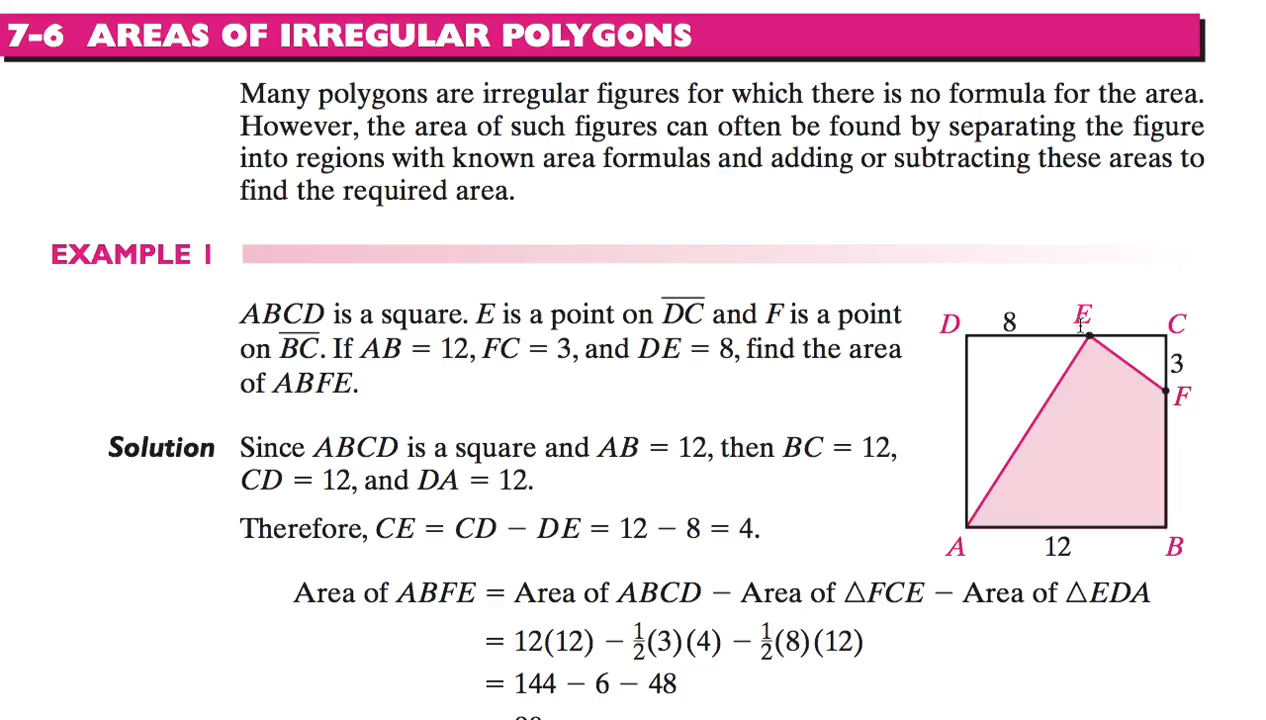 7-6 AREAS OF IRREGULAR POLYGONS
Many polygons are irregular figures for which there is no formula for the area.
However, the area of such figures can often be found by separating the figure
into regions with known area formulas and adding or subtracting these areas to
find the required area.
EXAMPLE 1
ABCD is a square. E is a point on D̅C̅ and F is a point
on B̅C̅. If AB = 12, FC = 3, and DE = 8, find the area
of ABFE.
D 8 E C
3
F
A 12 B
Solution Since ABCD is a square and AB = 12, then BC = 12,
CD = 12, and DA = 12.
Therefore, CE = CD − DE = 12 − 8 = 4.
Area of ABFE = Area of ABCD − Area of △FCE − Area of △EDA
= 12(12) − ½(3)(4) − ½(8)(12)
= 144 − 6 − 48